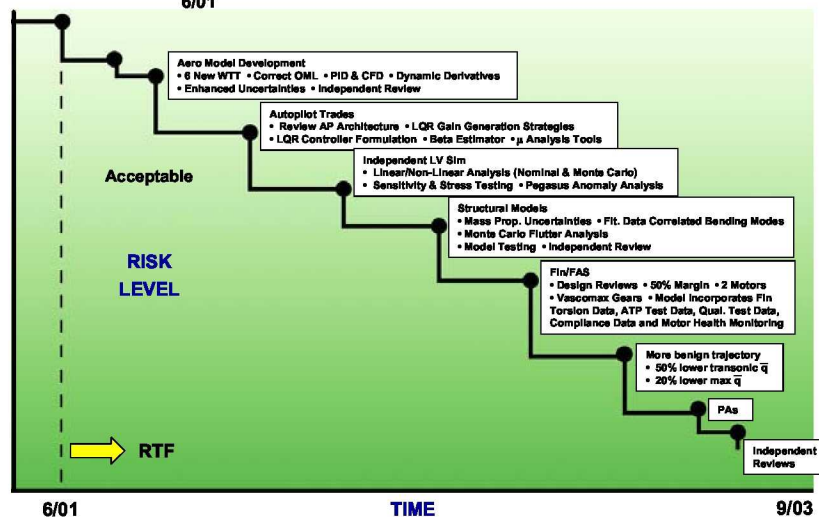 6/01
Aero Model Development
• 6 New WTT • Correct OML • PID & CFD • Dynamic Derivatives
• Enhanced Uncertainties • Independent Review
Autopilot Trades
• Review AP Architecture • LQR Gain Generation Strategies
• LQR Controller Formulation • Beta Estimator • μ Analysis Tools
Independent LV Sim
• Linear/Non-Linear Analysis (Nominal & Monte Carlo)
• Sensitivity & Stress Testing • Pegasus Anomaly Analysis
Acceptable
Structural Models
• Mass Prop. Uncertainties • Flt. Data Correlated Bending Modes
• Monte Carlo Flutter Analysis
• Model Testing • Independent Review
RISK
LEVEL
Fin/FAS
• Design Reviews • 50% Margin • 2 Motors
• Vascomax Gears • Model Incorporates Fin
Torsion Data, ATP Test Data, Qual. Test Data,
Compliance Data and Motor Health Monitoring
More benign trajectory
• 50% lower transonic q̅
• 20% lower max q̅
PAs
Independent
Reviews
RTF
6/01
TIME
9/03